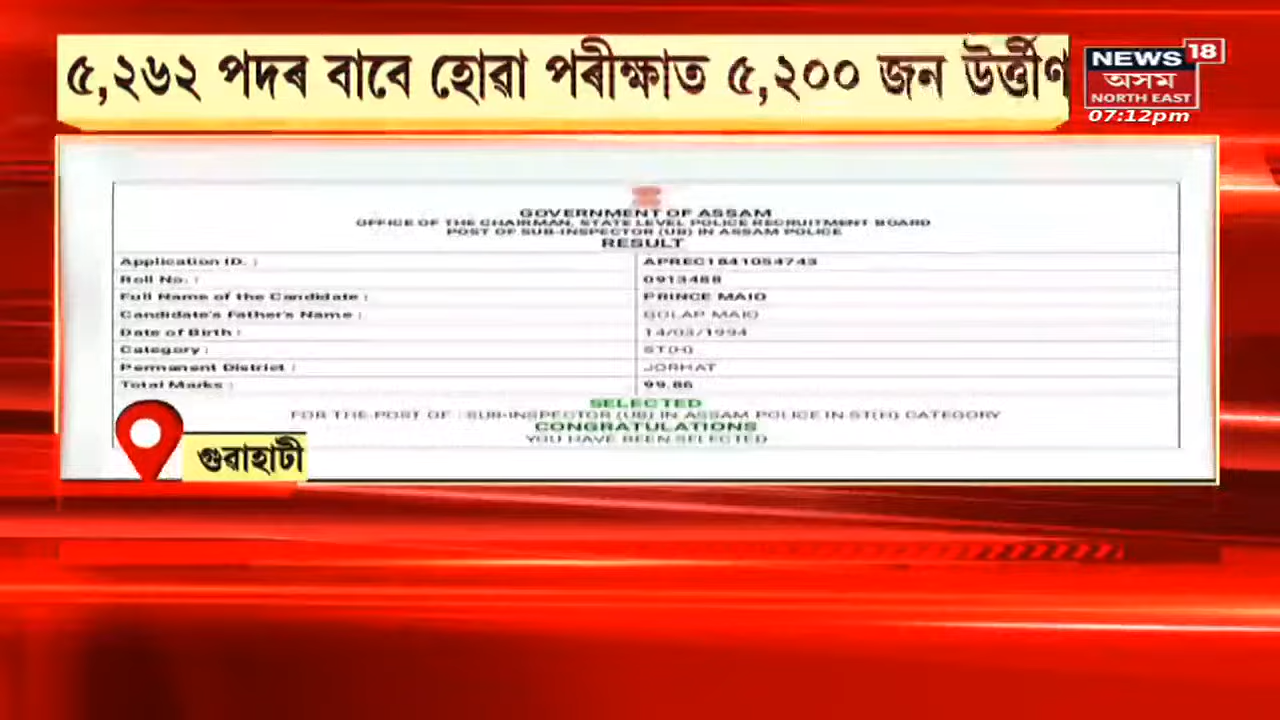 ৫,২৬২ পদৰ বাবে হোৱা পৰীক্ষাত ৫,২০০ জন উৰ্ত্তীণ
NEWS 18
অসম
NORTH EAST
07:12pm
GOVERNMENT OF ASSAM
OFFICE OF THE CHAIRMAN, STATE LEVEL POLICE RECRUITMENT BOARD
POST OF SUB-INSPECTOR (UB) IN ASSAM POLICE
RESULT
Application ID. : APREC1841054743
Roll No. : 0913488
Full Name of the Candidate : PRINCE MAIO
Candidate's Father's Name : GOLAP MAIO
Date of Birth : 14/03/1994
Category : ST(H)
Permanent District : JORHAT
Total Marks : 99.86
SELECTED
FOR THE POST OF : SUB-INSPECTOR (UB) IN ASSAM POLICE IN ST(H) CATEGORY
CONGRATULATIONS
YOU HAVE BEEN SELECTED
গুৱাহাটী